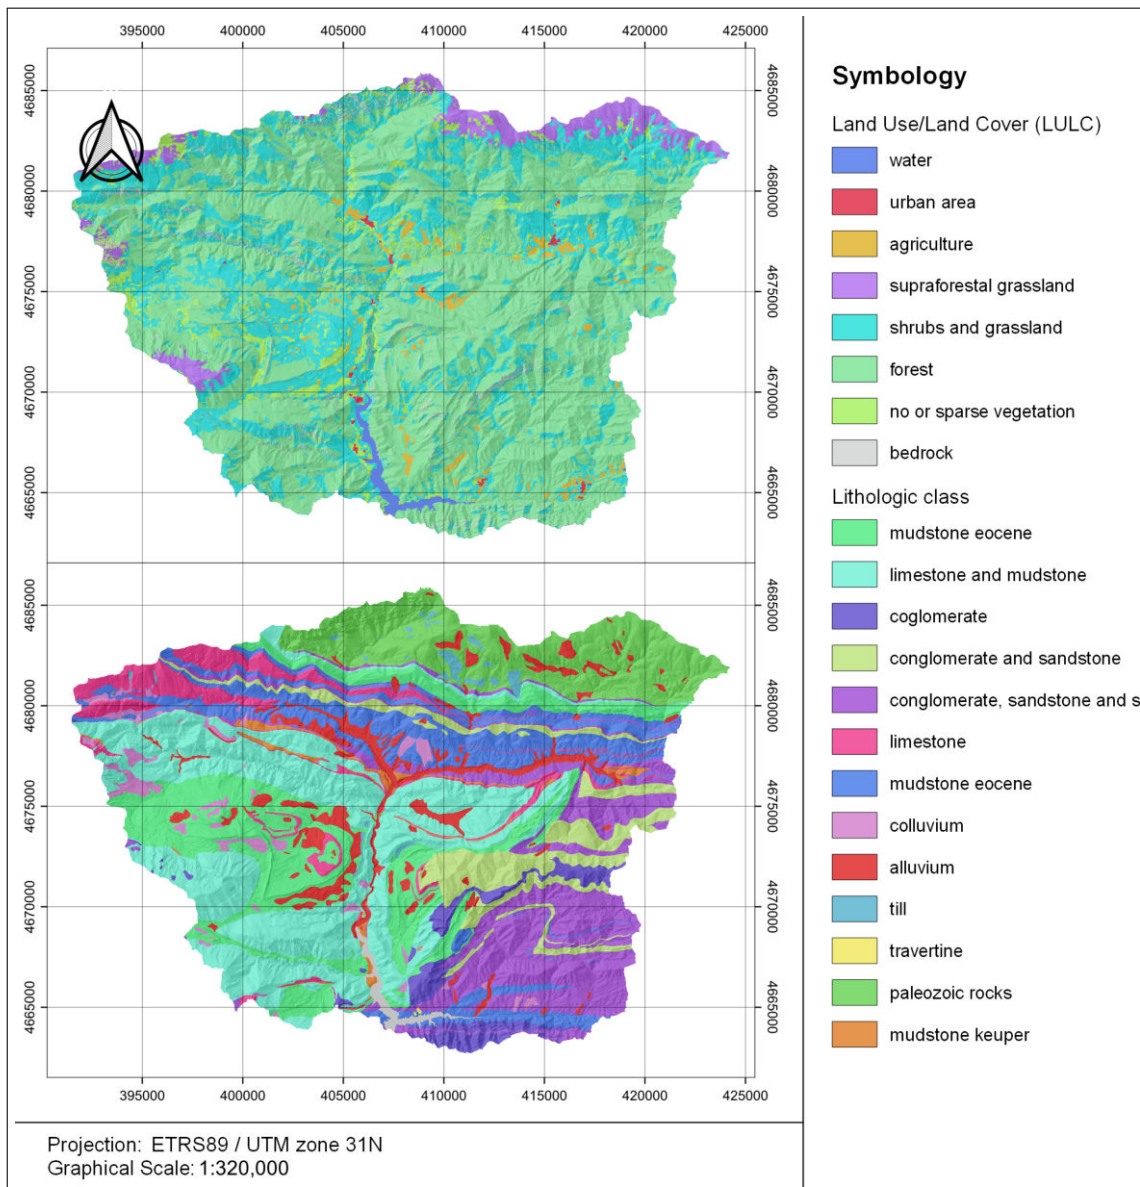 395000 400000 405000 410000 415000 420000 425000
4685000 4685000
4680000 4680000
4675000 4675000
4670000 4670000
4665000 4665000
4685000 4685000
4680000 4680000
4675000 4675000
4670000 4670000
4665000 4665000
395000 400000 405000 410000 415000 420000 425000
Projection: ETRS89 / UTM zone 31N
Graphical Scale: 1:320,000
Symbology
Land Use/Land Cover (LULC)
water
urban area
agriculture
supraforestal grassland
shrubs and grassland
forest
no or sparse vegetation
bedrock
Lithologic class
mudstone eocene
limestone and mudstone
coglomerate
conglomerate and sandstone
conglomerate, sandstone and s
limestone
mudstone eocene
colluvium
alluvium
till
travertine
paleozoic rocks
mudstone keuper